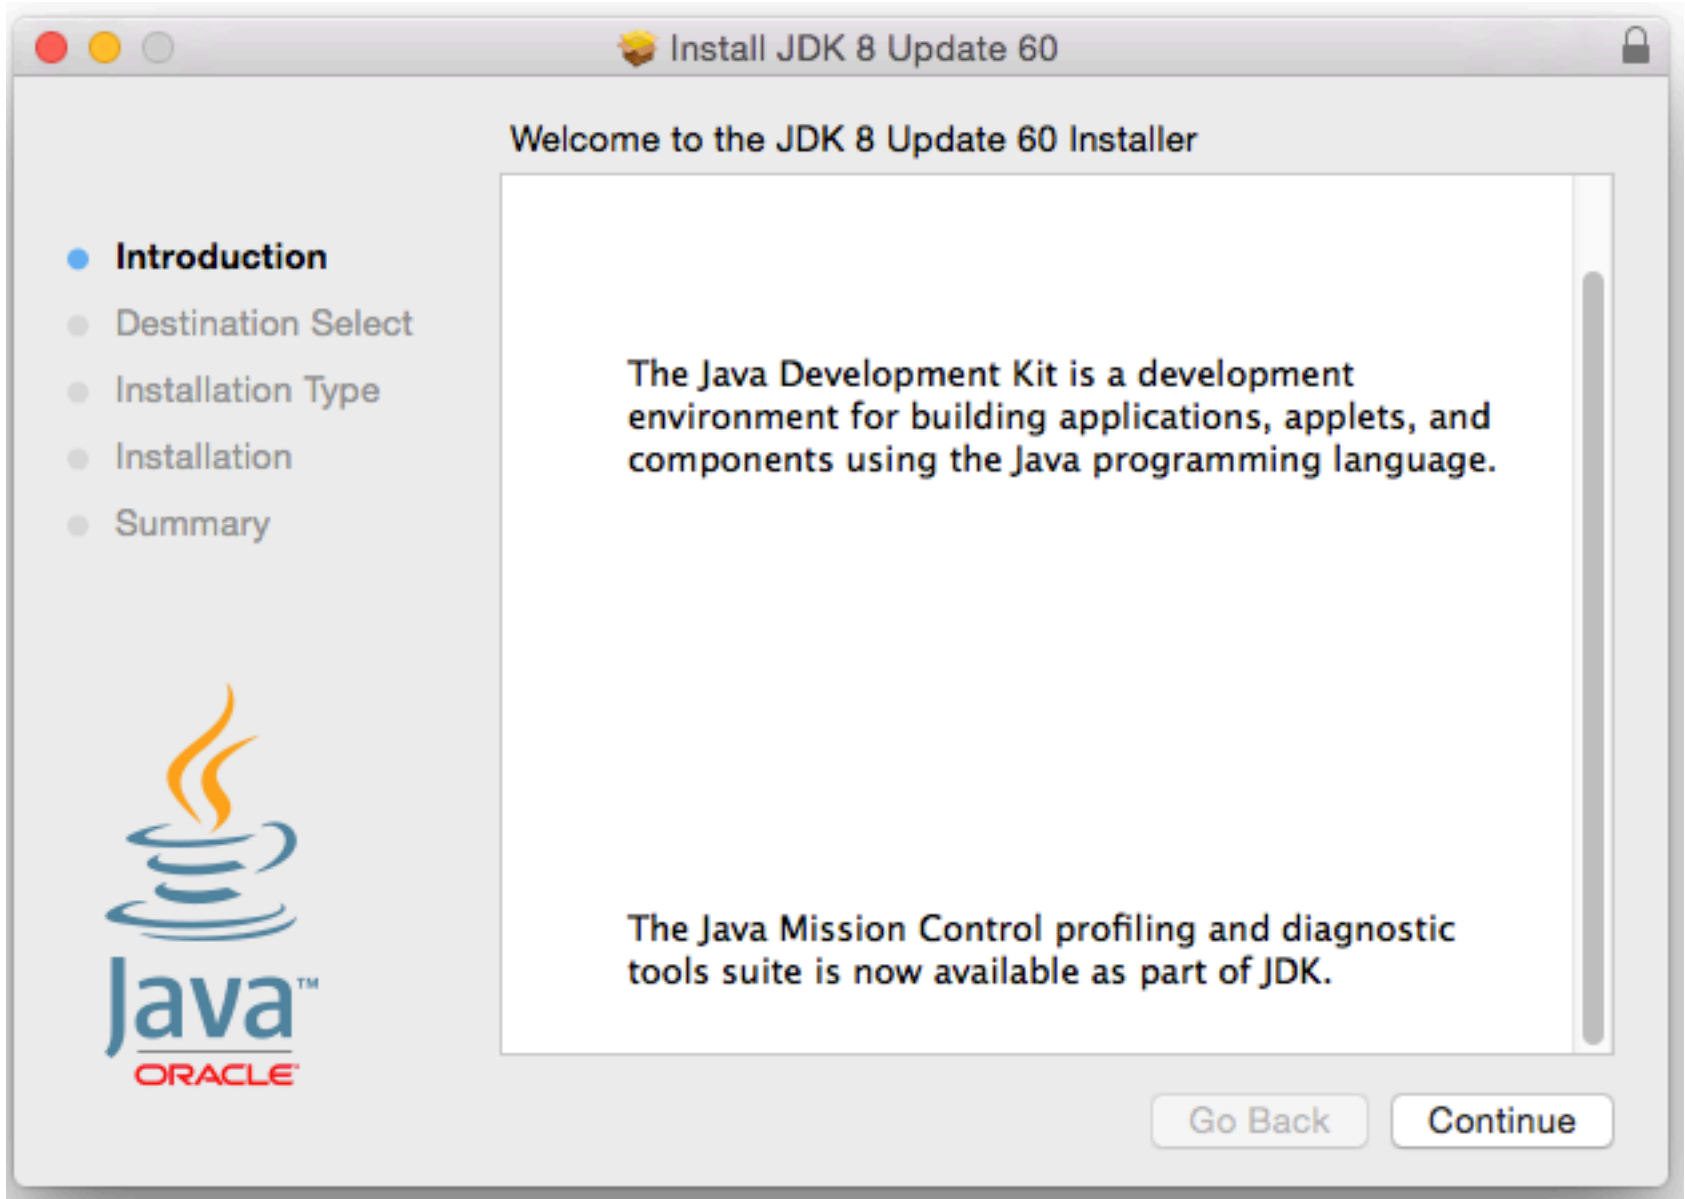 Install JDK 8 Update 60
Welcome to the JDK 8 Update 60 Installer
Introduction
Destination Select
Installation Type
Installation
Summary
The Java Development Kit is a development
environment for building applications, applets, and
components using the Java programming language.
The Java Mission Control profiling and diagnostic
tools suite is now available as part of JDK.
Java™
ORACLE
Go Back
Continue